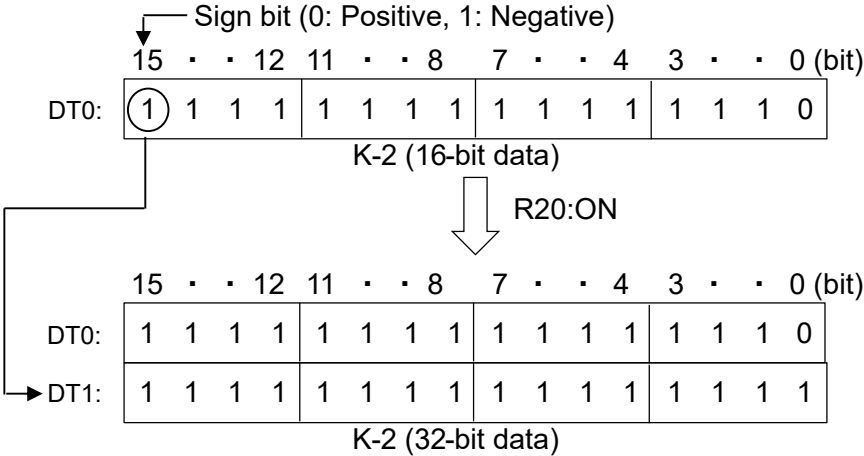 Sign bit (0: Positive, 1: Negative)
15 · · 12 11 · · 8 7 · · 4 3 · · 0 (bit)
DT0: 1 1 1 1 1 1 1 1 1 1 1 1 1 1 1 0
K-2 (16-bit data)
R20:ON
15 · · 12 11 · · 8 7 · · 4 3 · · 0 (bit)
DT0: 1 1 1 1 1 1 1 1 1 1 1 1 1 1 1 0
DT1: 1 1 1 1 1 1 1 1 1 1 1 1 1 1 1 1
K-2 (32-bit data)